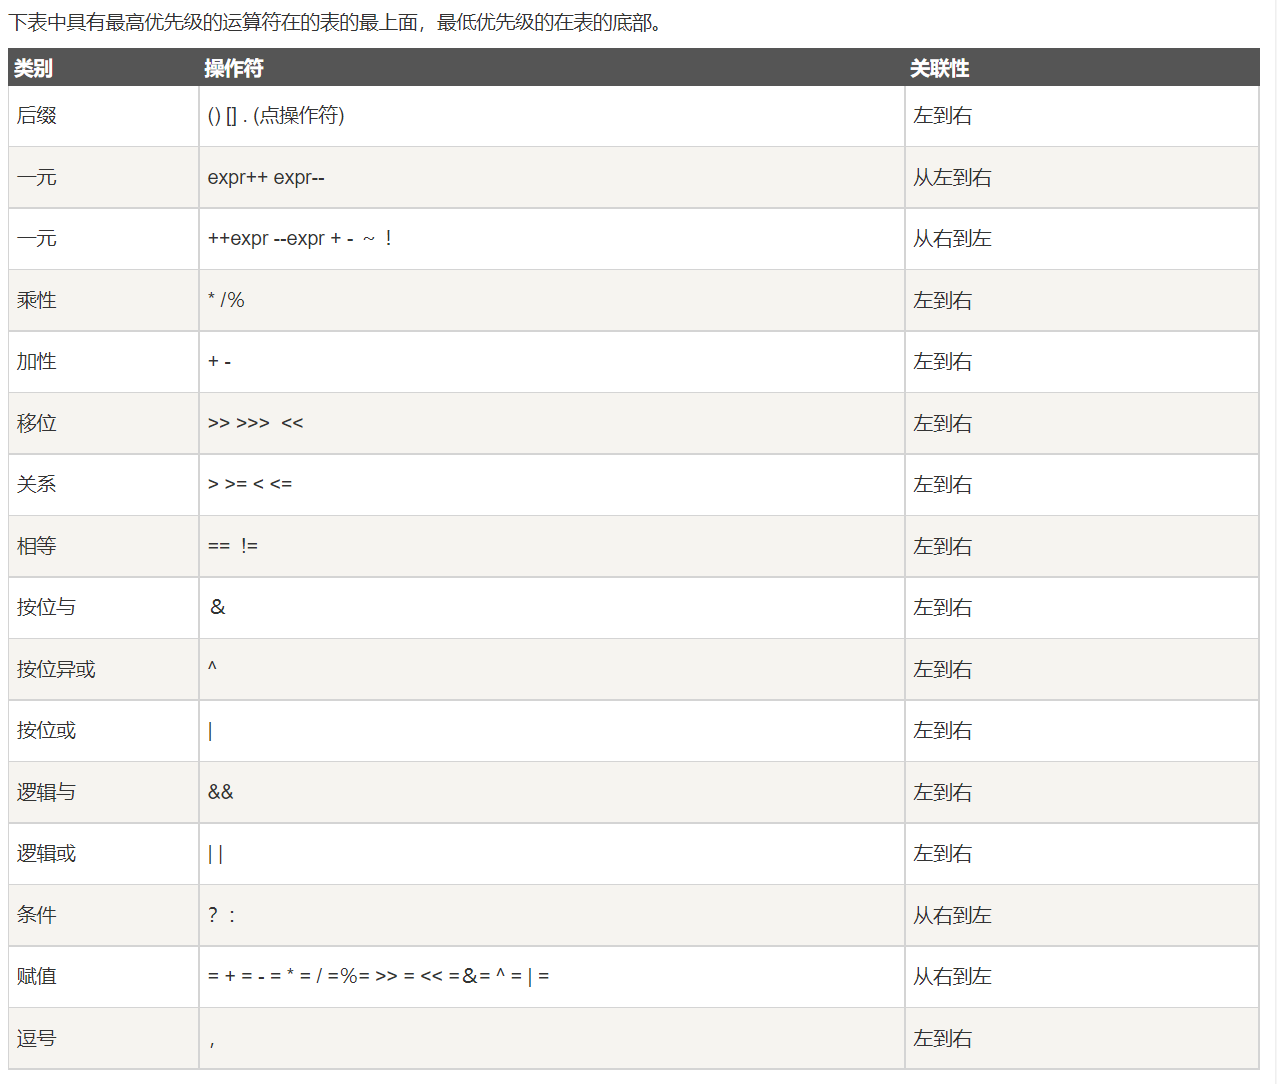 下表中具有最高优先级的运算符在的表的最上面，最低优先级的在表的底部。
类别 操作符 关联性
后缀 () [] . (点操作符) 左到右
一元 expr++ expr-- 从左到右
一元 ++expr --expr + - ～ ！ 从右到左
乘性 * /% 左到右
加性 + - 左到右
移位 >> >>>  << 左到右
关系 > >= < <= 左到右
相等 ==  != 左到右
按位与 ＆ 左到右
按位异或 ^ 左到右
按位或 | 左到右
逻辑与 && 左到右
逻辑或 | | 左到右
条件 ？： 从右到左
赋值 = + = - = * = / =％= >> = << =＆= ^ = | = 从右到左
逗号 ， 左到右